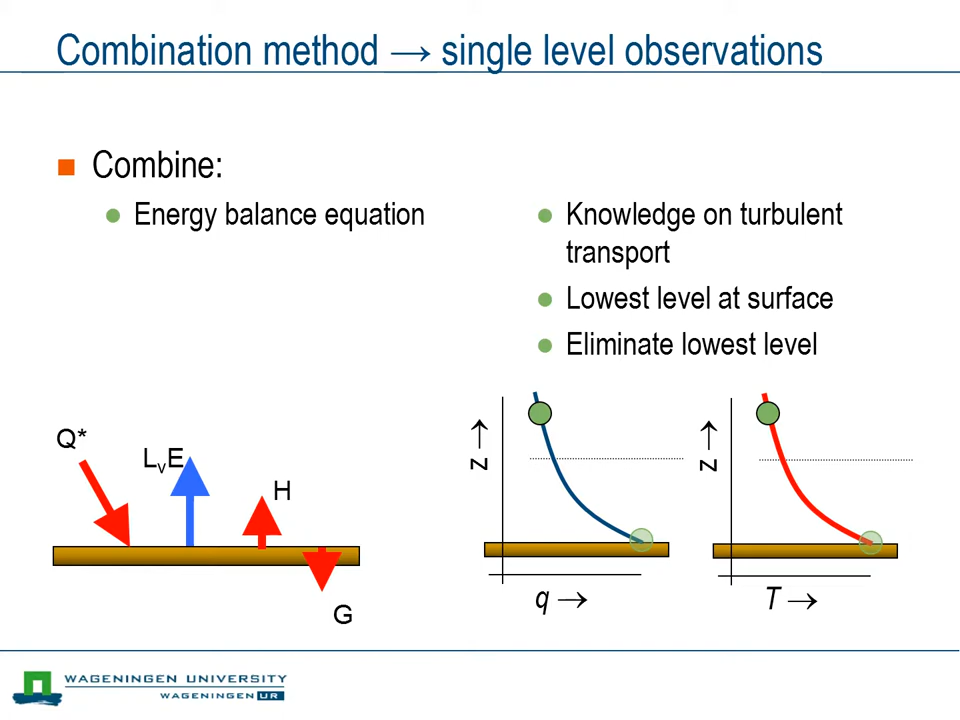 Combination method → single level observations
Combine:
Energy balance equation
Knowledge on turbulent
transport
Lowest level at surface
Eliminate lowest level
Q*
LvE
H
G
z →
q →
z →
T →
WAGENINGEN UNIVERSITY
WAGENINGEN UR